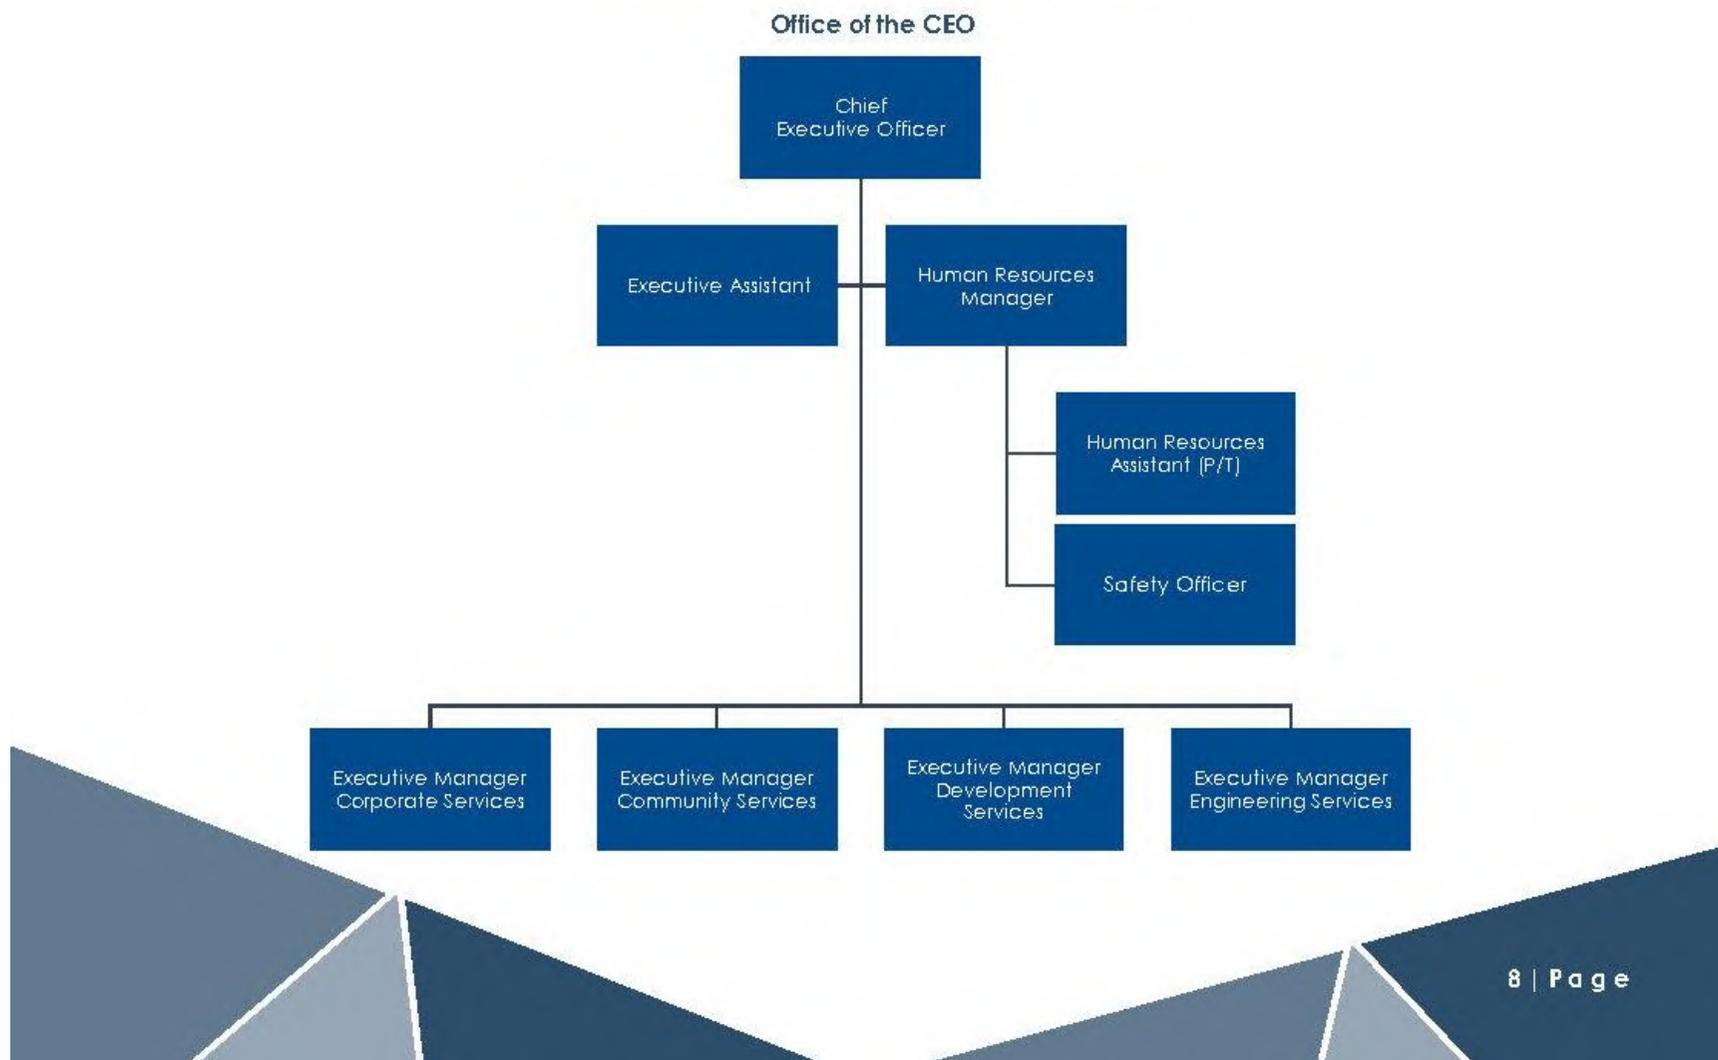 Office of the CEO
Chief
Executive Officer
Executive Assistant
Human Resources
Manager
Human Resources
Assistant (P/T)
Safety Officer
Executive Manager
Corporate Services
Executive Manager
Community Services
Executive Manager
Development
Services
Executive Manager
Engineering Services
8 | Page